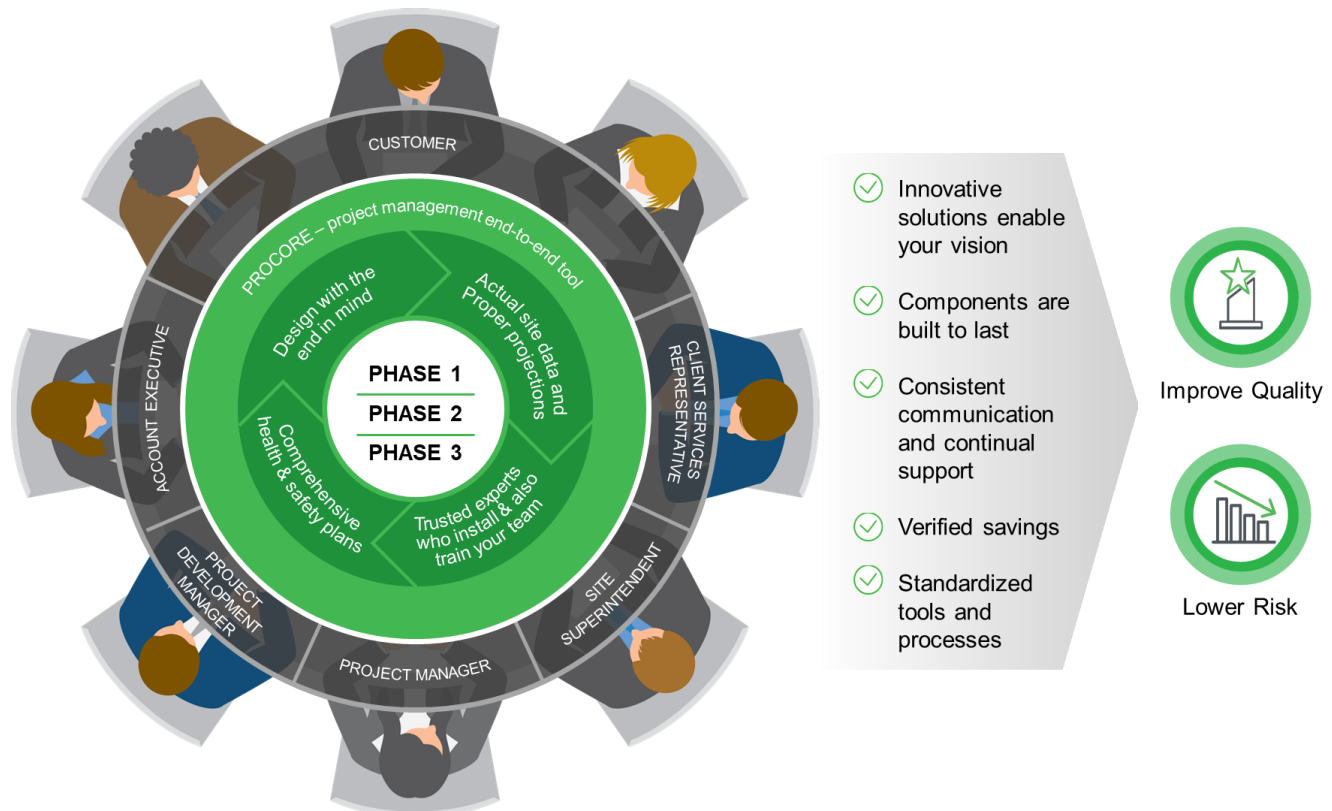 CUSTOMER
PROCORE – project management end-to-end tool
Design with the
end in mind
Actual site data and
Proper projections
PHASE 1
PHASE 2
PHASE 3
Comprehensive
health & safety plans
Trusted experts
who install & also
train your team
ACCOUNT EXECUTIVE
CLIENT SERVICES
REPRESENTATIVE
PROJECT
DEVELOPMENT
MANAGER
PROJECT MANAGER
SITE
SUPERINTENDENT
Innovative
solutions enable
your vision
Components are
built to last
Consistent
communication
and continual
support
Verified savings
Standardized
tools and
processes
Improve Quality
Lower Risk